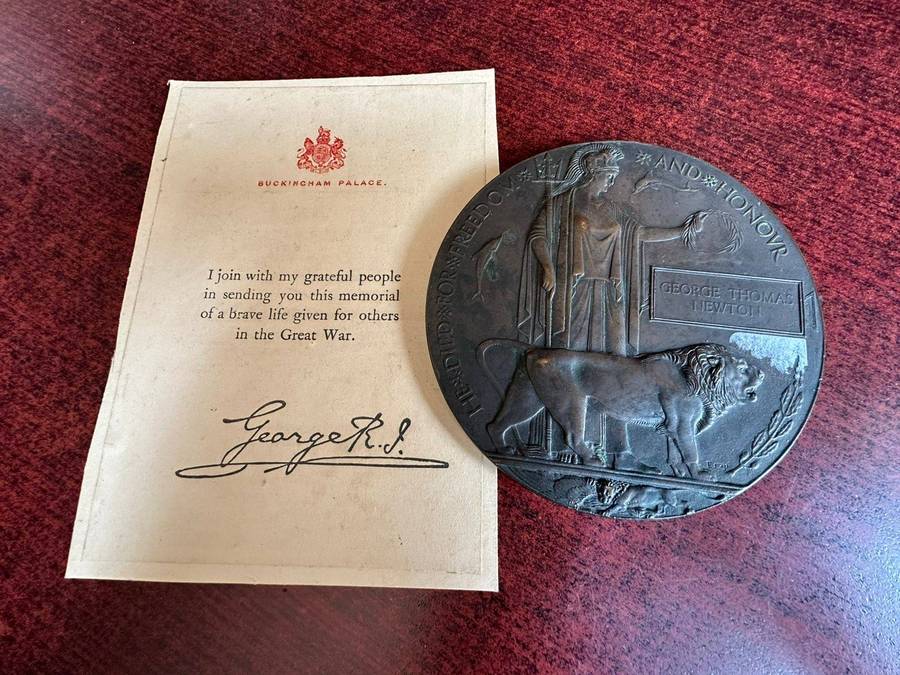 BUCKINGHAM PALACE.
I join with my grateful people
in sending you this memorial
of a brave life given for others
in the Great War.
George R.I.
HE DIED FOR FREEDOM AND HONOVR
GEORGE THOMAS
NEWTON